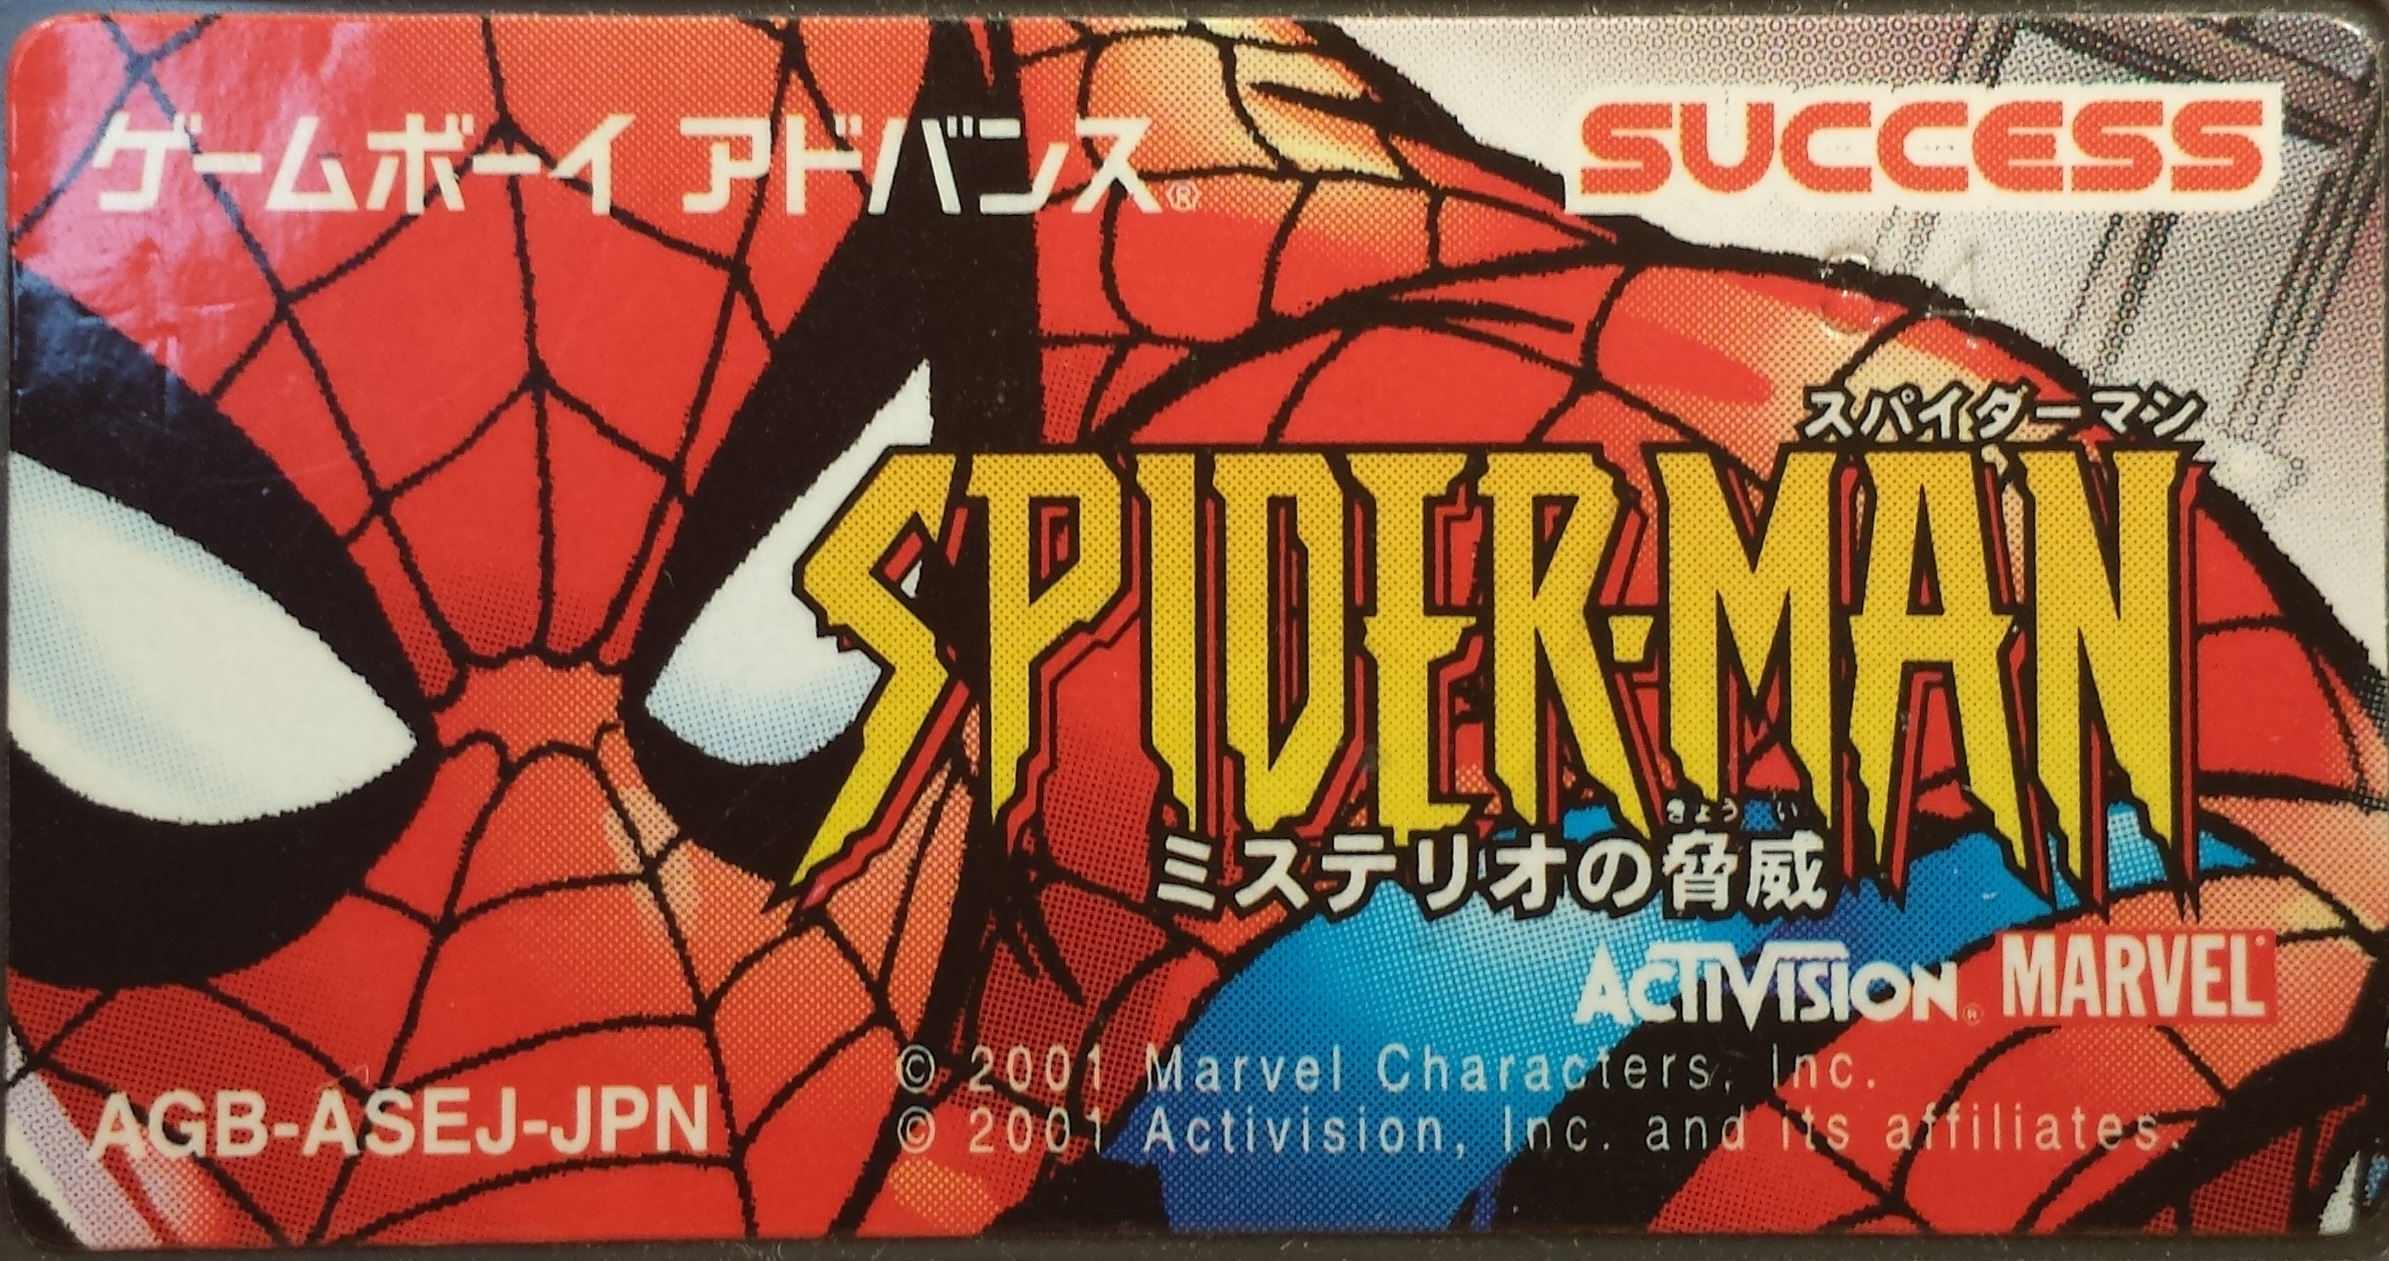 ゲームボーイ アドバンス®
SUCCESS
スパイダーマン
SPIDER-MAN
きょうい
ミステリオの脅威
ACTIVISION® MARVEL
© 2001 Marvel Characters, Inc.
© 2001 Activision, Inc. and its affiliates.
AGB-ASEJ-JPN